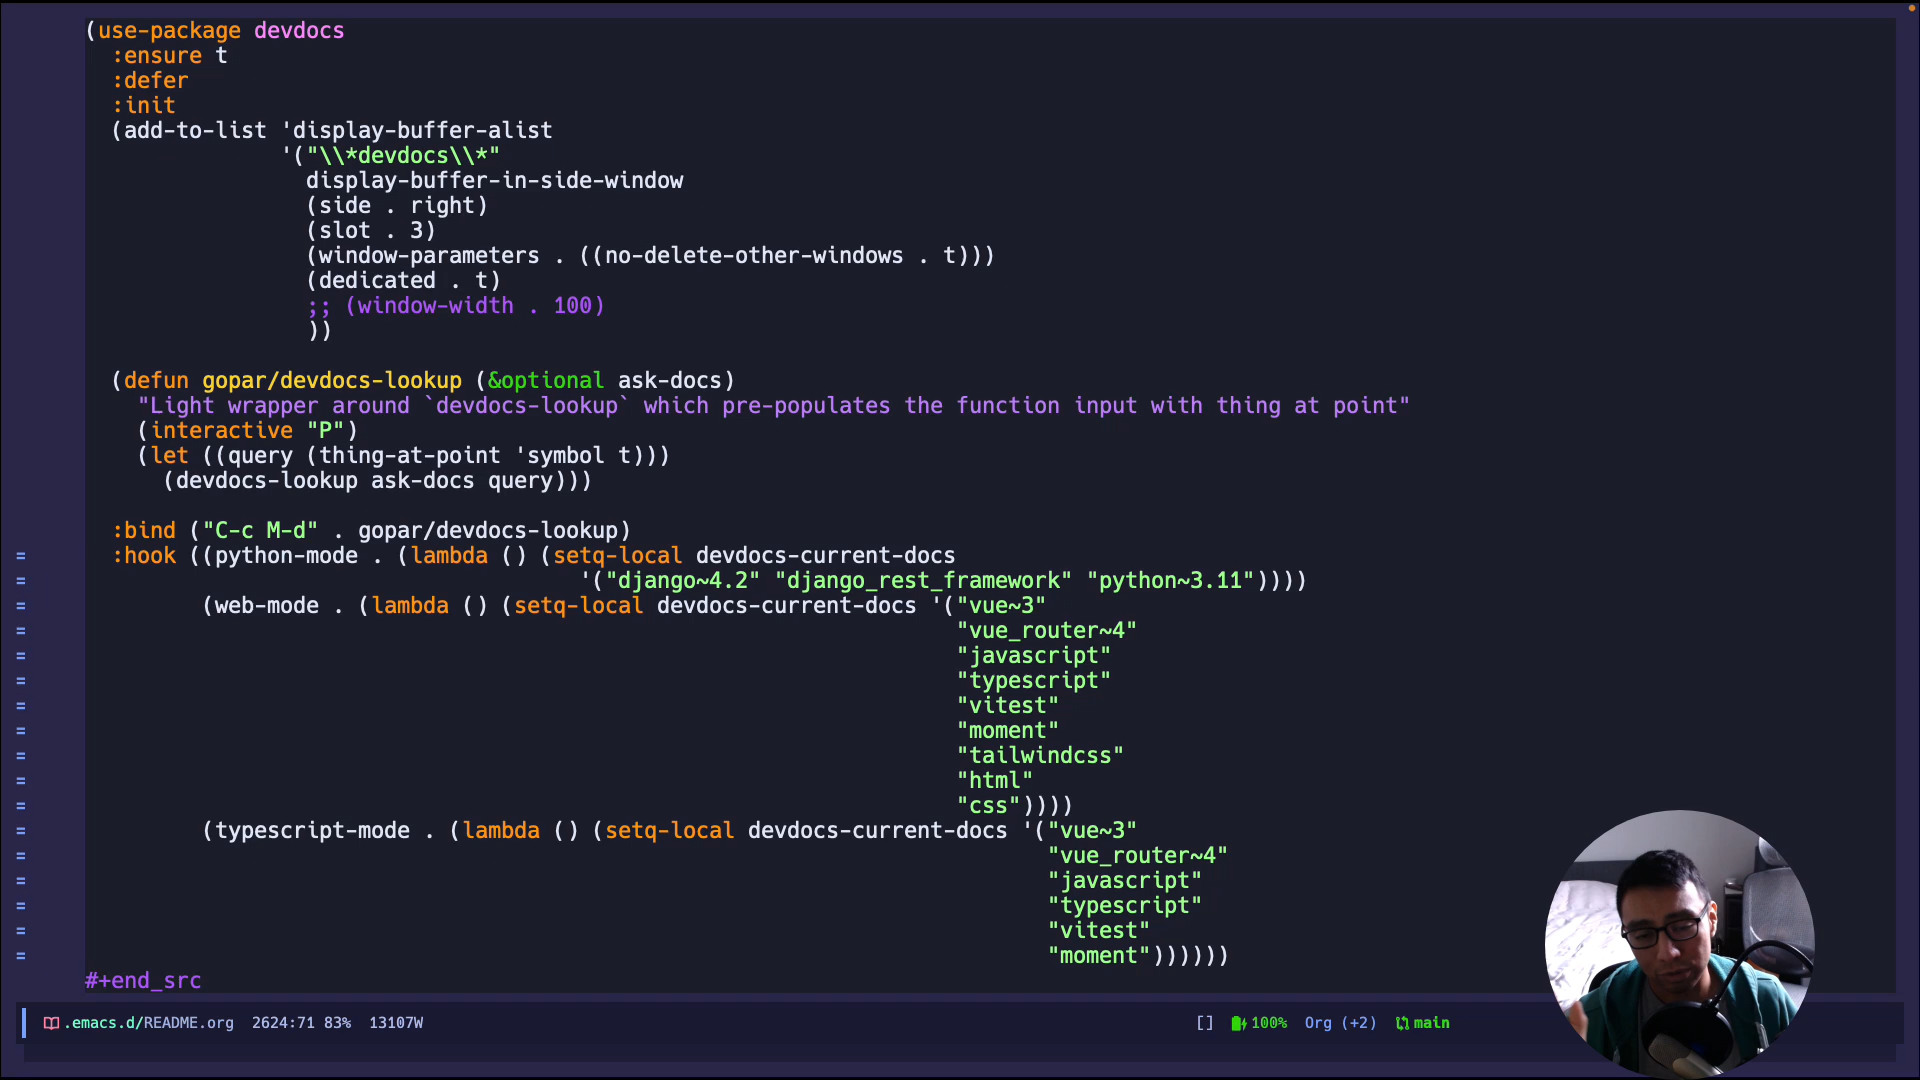 (use-package devdocs
  :ensure t
  :defer
  :init
  (add-to-list 'display-buffer-alist
               '("\\*devdocs\\*"
                 display-buffer-in-side-window
                 (side . right)
                 (slot . 3)
                 (window-parameters . ((no-delete-other-windows . t)))
                 (dedicated . t)
                 ;; (window-width . 100)
                 ))

  (defun gopar/devdocs-lookup (&optional ask-docs)
    "Light wrapper around `devdocs-lookup` which pre-populates the function input with thing at point"
    (interactive "P")
    (let ((query (thing-at-point 'symbol t)))
      (devdocs-lookup ask-docs query)))

  :bind ("C-c M-d" . gopar/devdocs-lookup)
  :hook ((python-mode . (lambda () (setq-local devdocs-current-docs
                                      '("django~4.2" "django_rest_framework" "python~3.11"))))
         (web-mode . (lambda () (setq-local devdocs-current-docs '("vue~3"
                                                                   "vue_router~4"
                                                                   "javascript"
                                                                   "typescript"
                                                                   "vitest"
                                                                   "moment"
                                                                   "tailwindcss"
                                                                   "html"
                                                                   "css"))))
         (typescript-mode . (lambda () (setq-local devdocs-current-docs '("vue~3"
                                                                          "vue_router~4"
                                                                          "javascript"
                                                                          "typescript"
                                                                          "vitest"
                                                                          "moment"))))))
#+end_src
.emacs.d/README.org 2624:71 83% 13107W [] 100% Org (+2) main